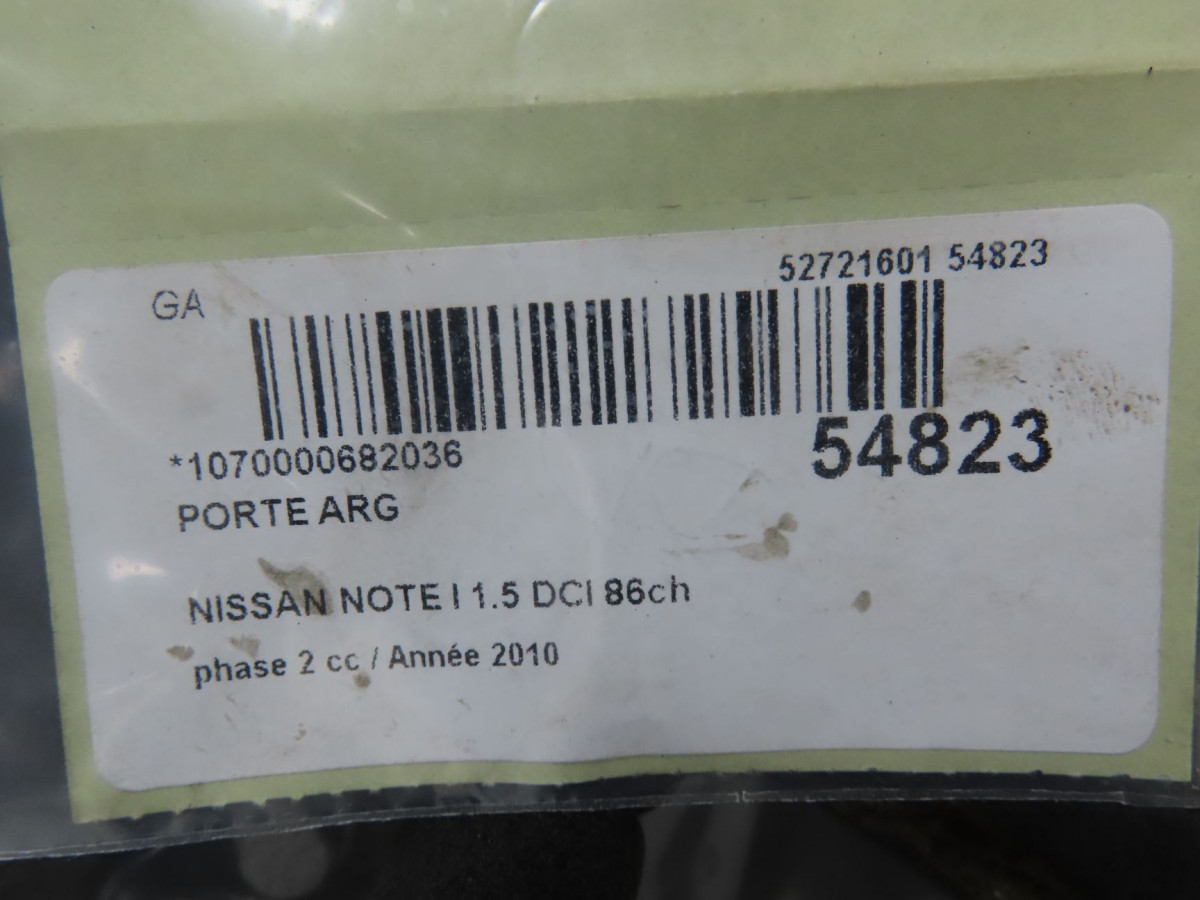 GA
52721601 54823
*1070000682036
54823
PORTE ARG
NISSAN NOTE I 1.5 DCI 86ch
phase 2 cc / Année 2010